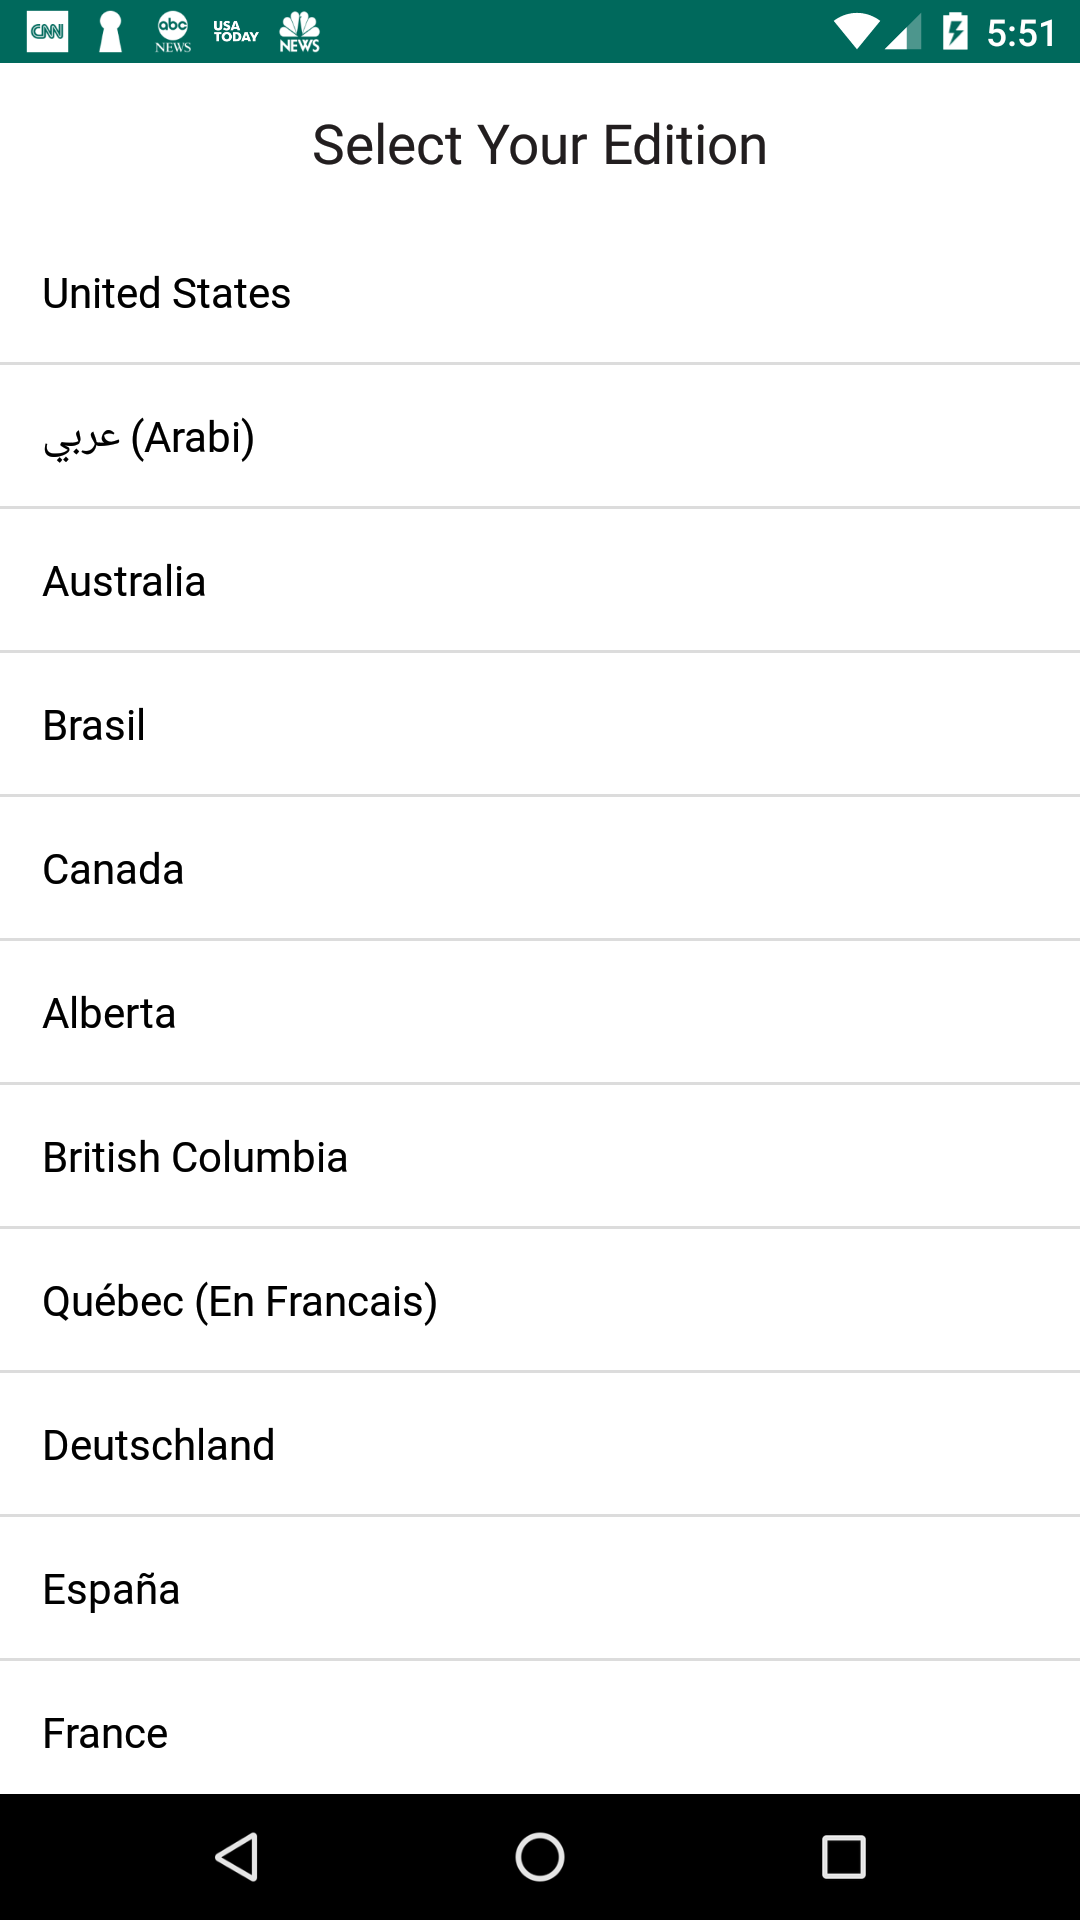 CNN abc NEWS USA TODAY NEWS 5:51
Select Your Edition
United States
عربي (Arabi)
Australia
Brasil
Canada
Alberta
British Columbia
Québec (En Francais)
Deutschland
España
France